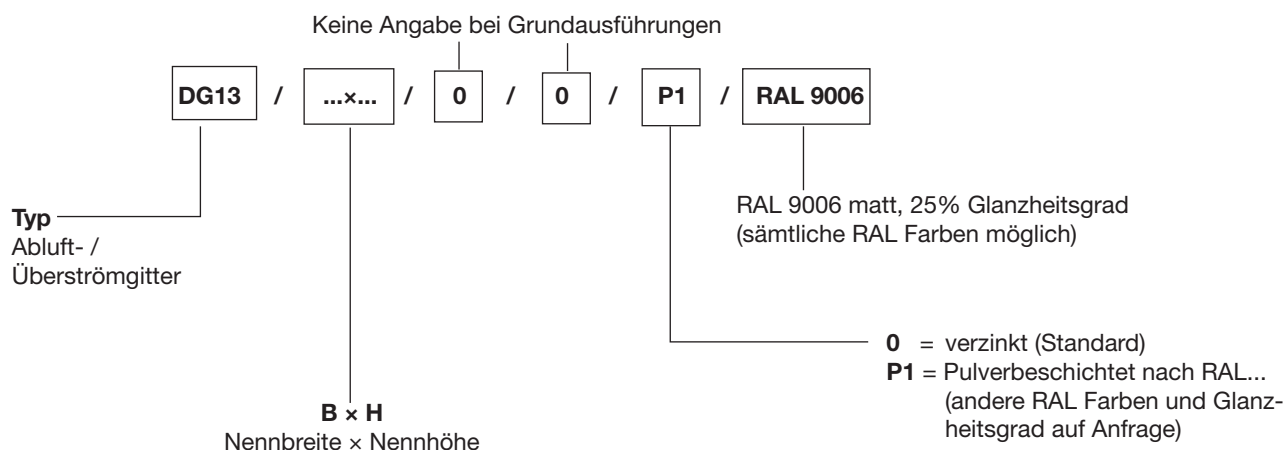 Keine Angabe bei Grundausführungen
DG13 / ...×... / 0 / 0 / P1 / RAL 9006
Typ
Abluft- /
Überströmgitter
RAL 9006 matt, 25% Glanzheitsgrad
(sämtliche RAL Farben möglich)
0 = verzinkt (Standard)
P1 = Pulverbeschichtet nach RAL...
(andere RAL Farben und Glanz-
heitsgrad auf Anfrage)
B × H
Nennbreite × Nennhöhe